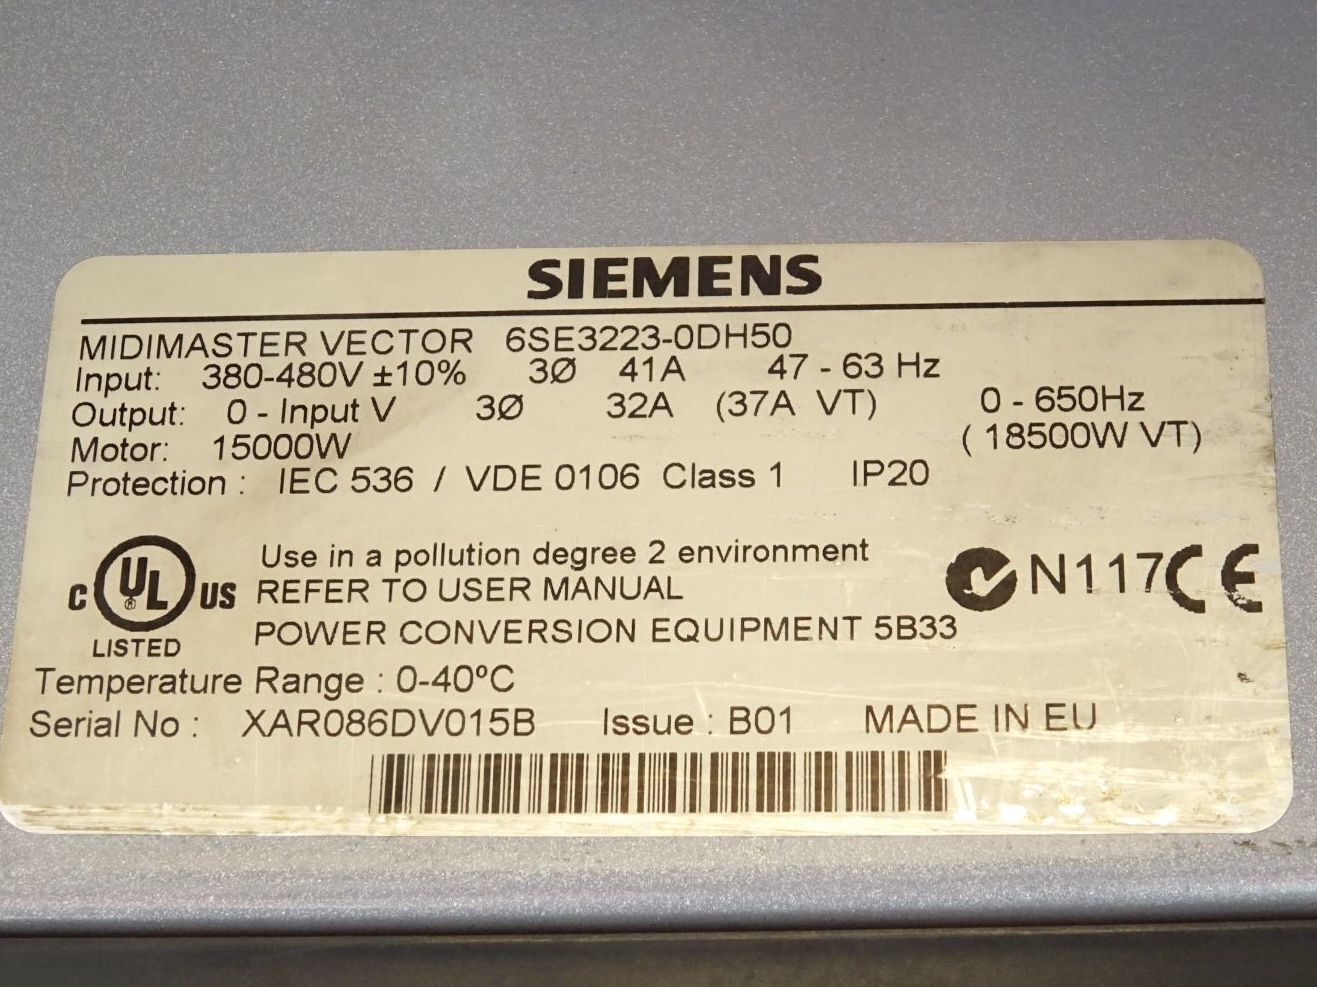 SIEMENS
MIDIMASTER VECTOR 6SE3223-0DH50
Input: 380-480V ±10% 3Ø 41A 47 - 63 Hz
Output: 0 - Input V 3Ø 32A (37A VT) 0 - 650Hz
Motor: 15000W ( 18500W VT)
Protection : IEC 536 / VDE 0106 Class 1 IP20
Use in a pollution degree 2 environment
C UL US REFER TO USER MANUAL N117 CE
LISTED POWER CONVERSION EQUIPMENT 5B33
Temperature Range : 0-40ºC
Serial No : XAR086DV015B Issue : B01 MADE IN EU